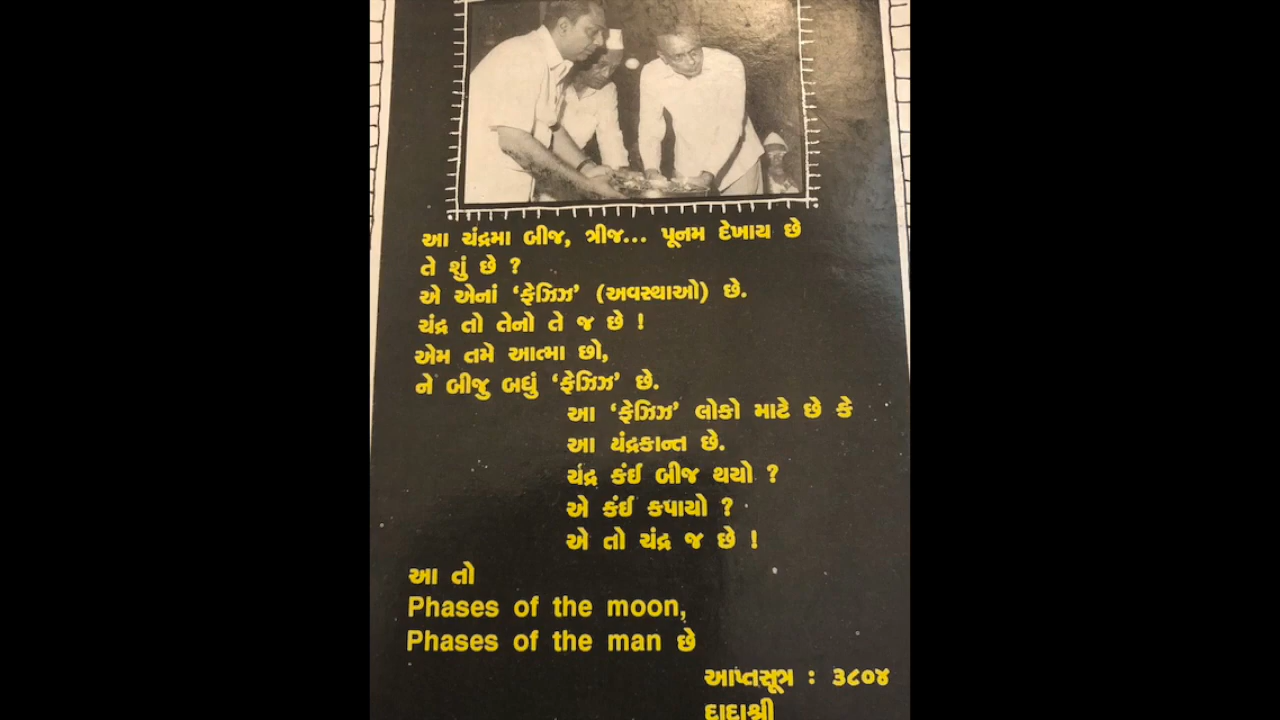 આ ચંદ્રમા બીજ, ત્રીજ... પૂનમ દેખાય છે
તે શું છે ?
એ એનાં ‘ફેઝિઝ’ (અવસ્થાઓ) છે.
ચંદ્ર તો તેનો તે જ છે !
એમ તમે આત્મા છો,
ને બીજુ બધું ‘ફેઝિઝ’ છે.
આ ‘ફેઝિઝ’ લોકો માટે છે કે
આ ચંદ્રકાન્ત છે.
ચંદ્ર કંઈ બીજ થયો ?
એ કંઈ કપાયો ?
એ તો ચંદ્ર જ છે !
આ તો
Phases of the moon,
Phases of the man છે
આપ્તસૂત્ર : ૩૮૦૪
દાદાશ્રી